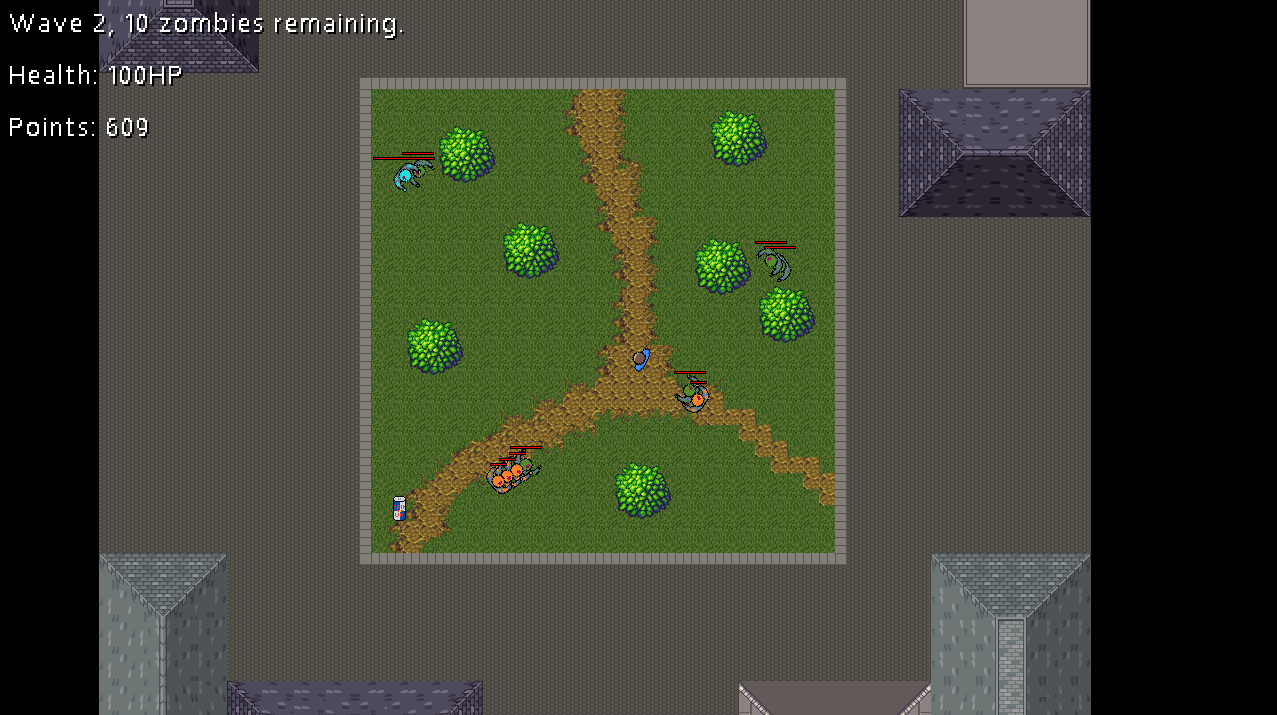 Wave 2, 10 zombies remaining.
Health: 100HP
Points: 609